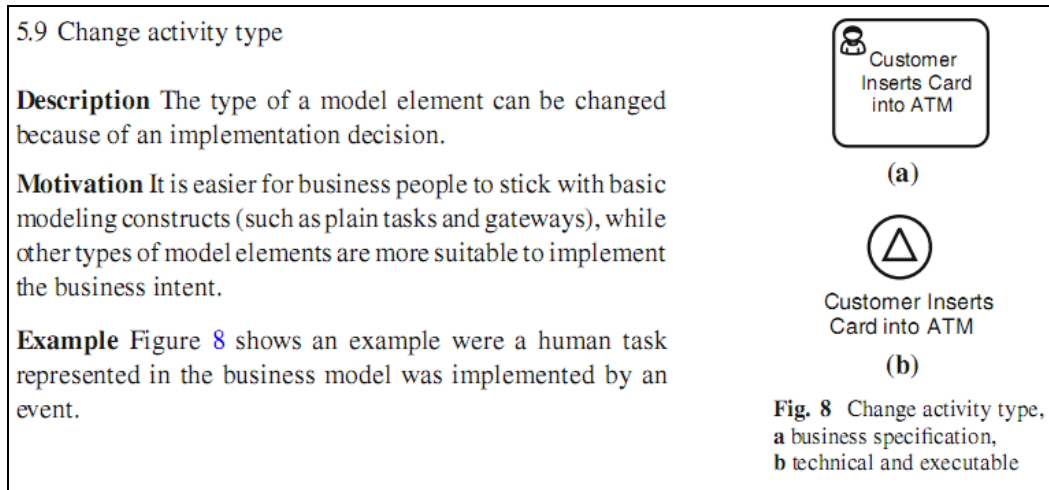 5.9 Change activity type
Description The type of a model element can be changed
because of an implementation decision.
Motivation It is easier for business people to stick with basic
modeling constructs (such as plain tasks and gateways), while
other types of model elements are more suitable to implement
the business intent.
Example Figure 8 shows an example were a human task
represented in the business model was implemented by an
event.
Customer
Inserts Card
into ATM
(a)
Customer Inserts
Card into ATM
(b)
Fig. 8 Change activity type,
a business specification,
b technical and executable